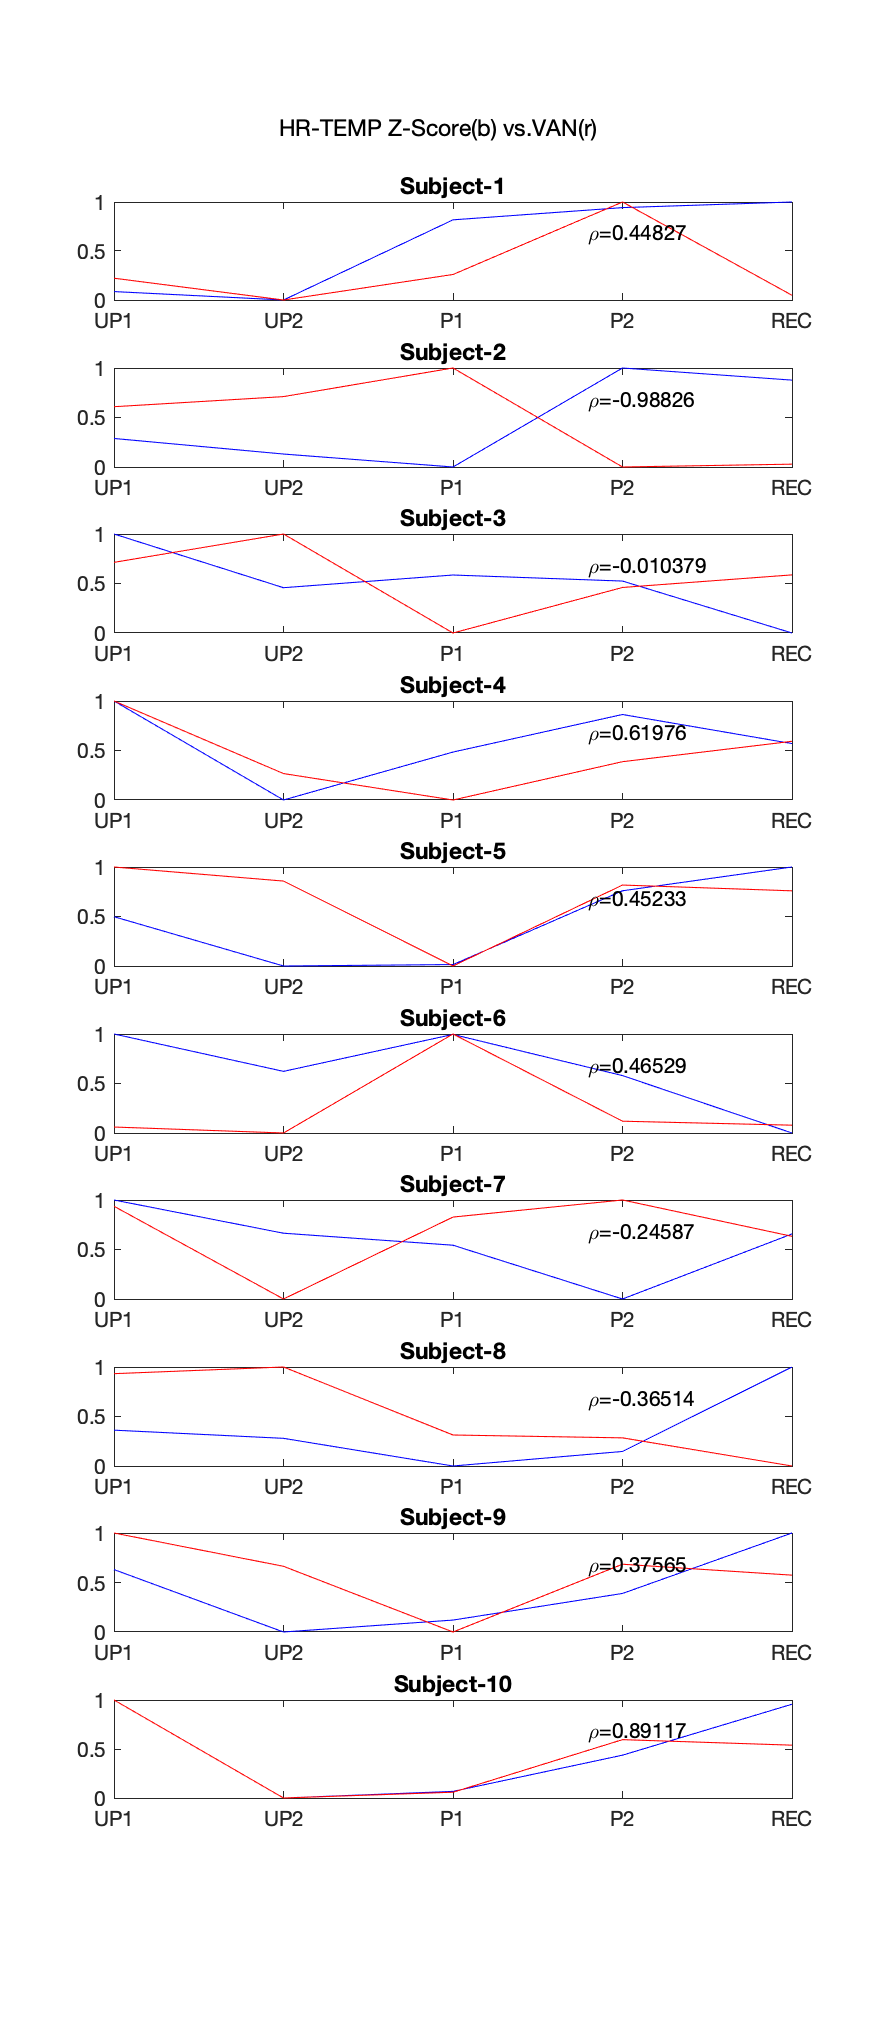 HR-TEMP Z-Score(b) vs.VAN(r)
Subject-1
1
ρ=0.44827
0.5
0
UP1 UP2 P1 P2 REC
Subject-2
1
ρ=-0.98826
0.5
0
UP1 UP2 P1 P2 REC
Subject-3
1
ρ=-0.010379
0.5
0
UP1 UP2 P1 P2 REC
Subject-4
1
ρ=0.61976
0.5
0
UP1 UP2 P1 P2 REC
Subject-5
1
ρ=0.45233
0.5
0
UP1 UP2 P1 P2 REC
Subject-6
1
ρ=0.46529
0.5
0
UP1 UP2 P1 P2 REC
Subject-7
1
ρ=-0.24587
0.5
0
UP1 UP2 P1 P2 REC
Subject-8
1
ρ=-0.36514
0.5
0
UP1 UP2 P1 P2 REC
Subject-9
1
ρ=0.37565
0.5
0
UP1 UP2 P1 P2 REC
Subject-10
1
ρ=0.89117
0.5
0
UP1 UP2 P1 P2 REC